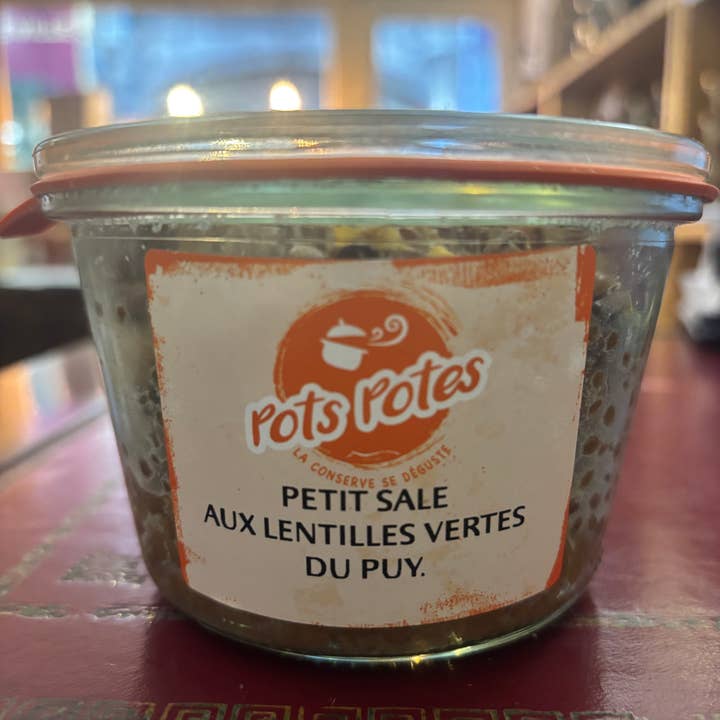 Pots Potes
LA CONSERVE SE DÉGUSTE
PETIT SALE
AUX LENTILLES VERTES
DU PUY.